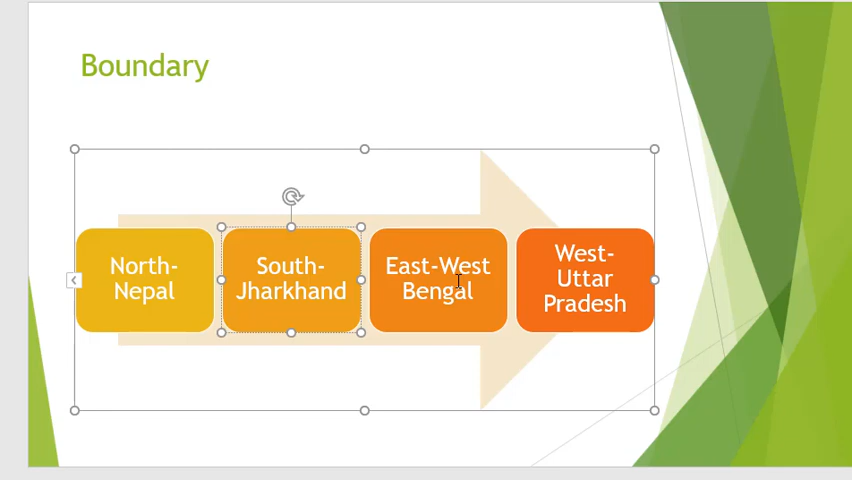 Boundary
North-
Nepal
South-
Jharkhand
East-West
Bengal
West-
Uttar
Pradesh